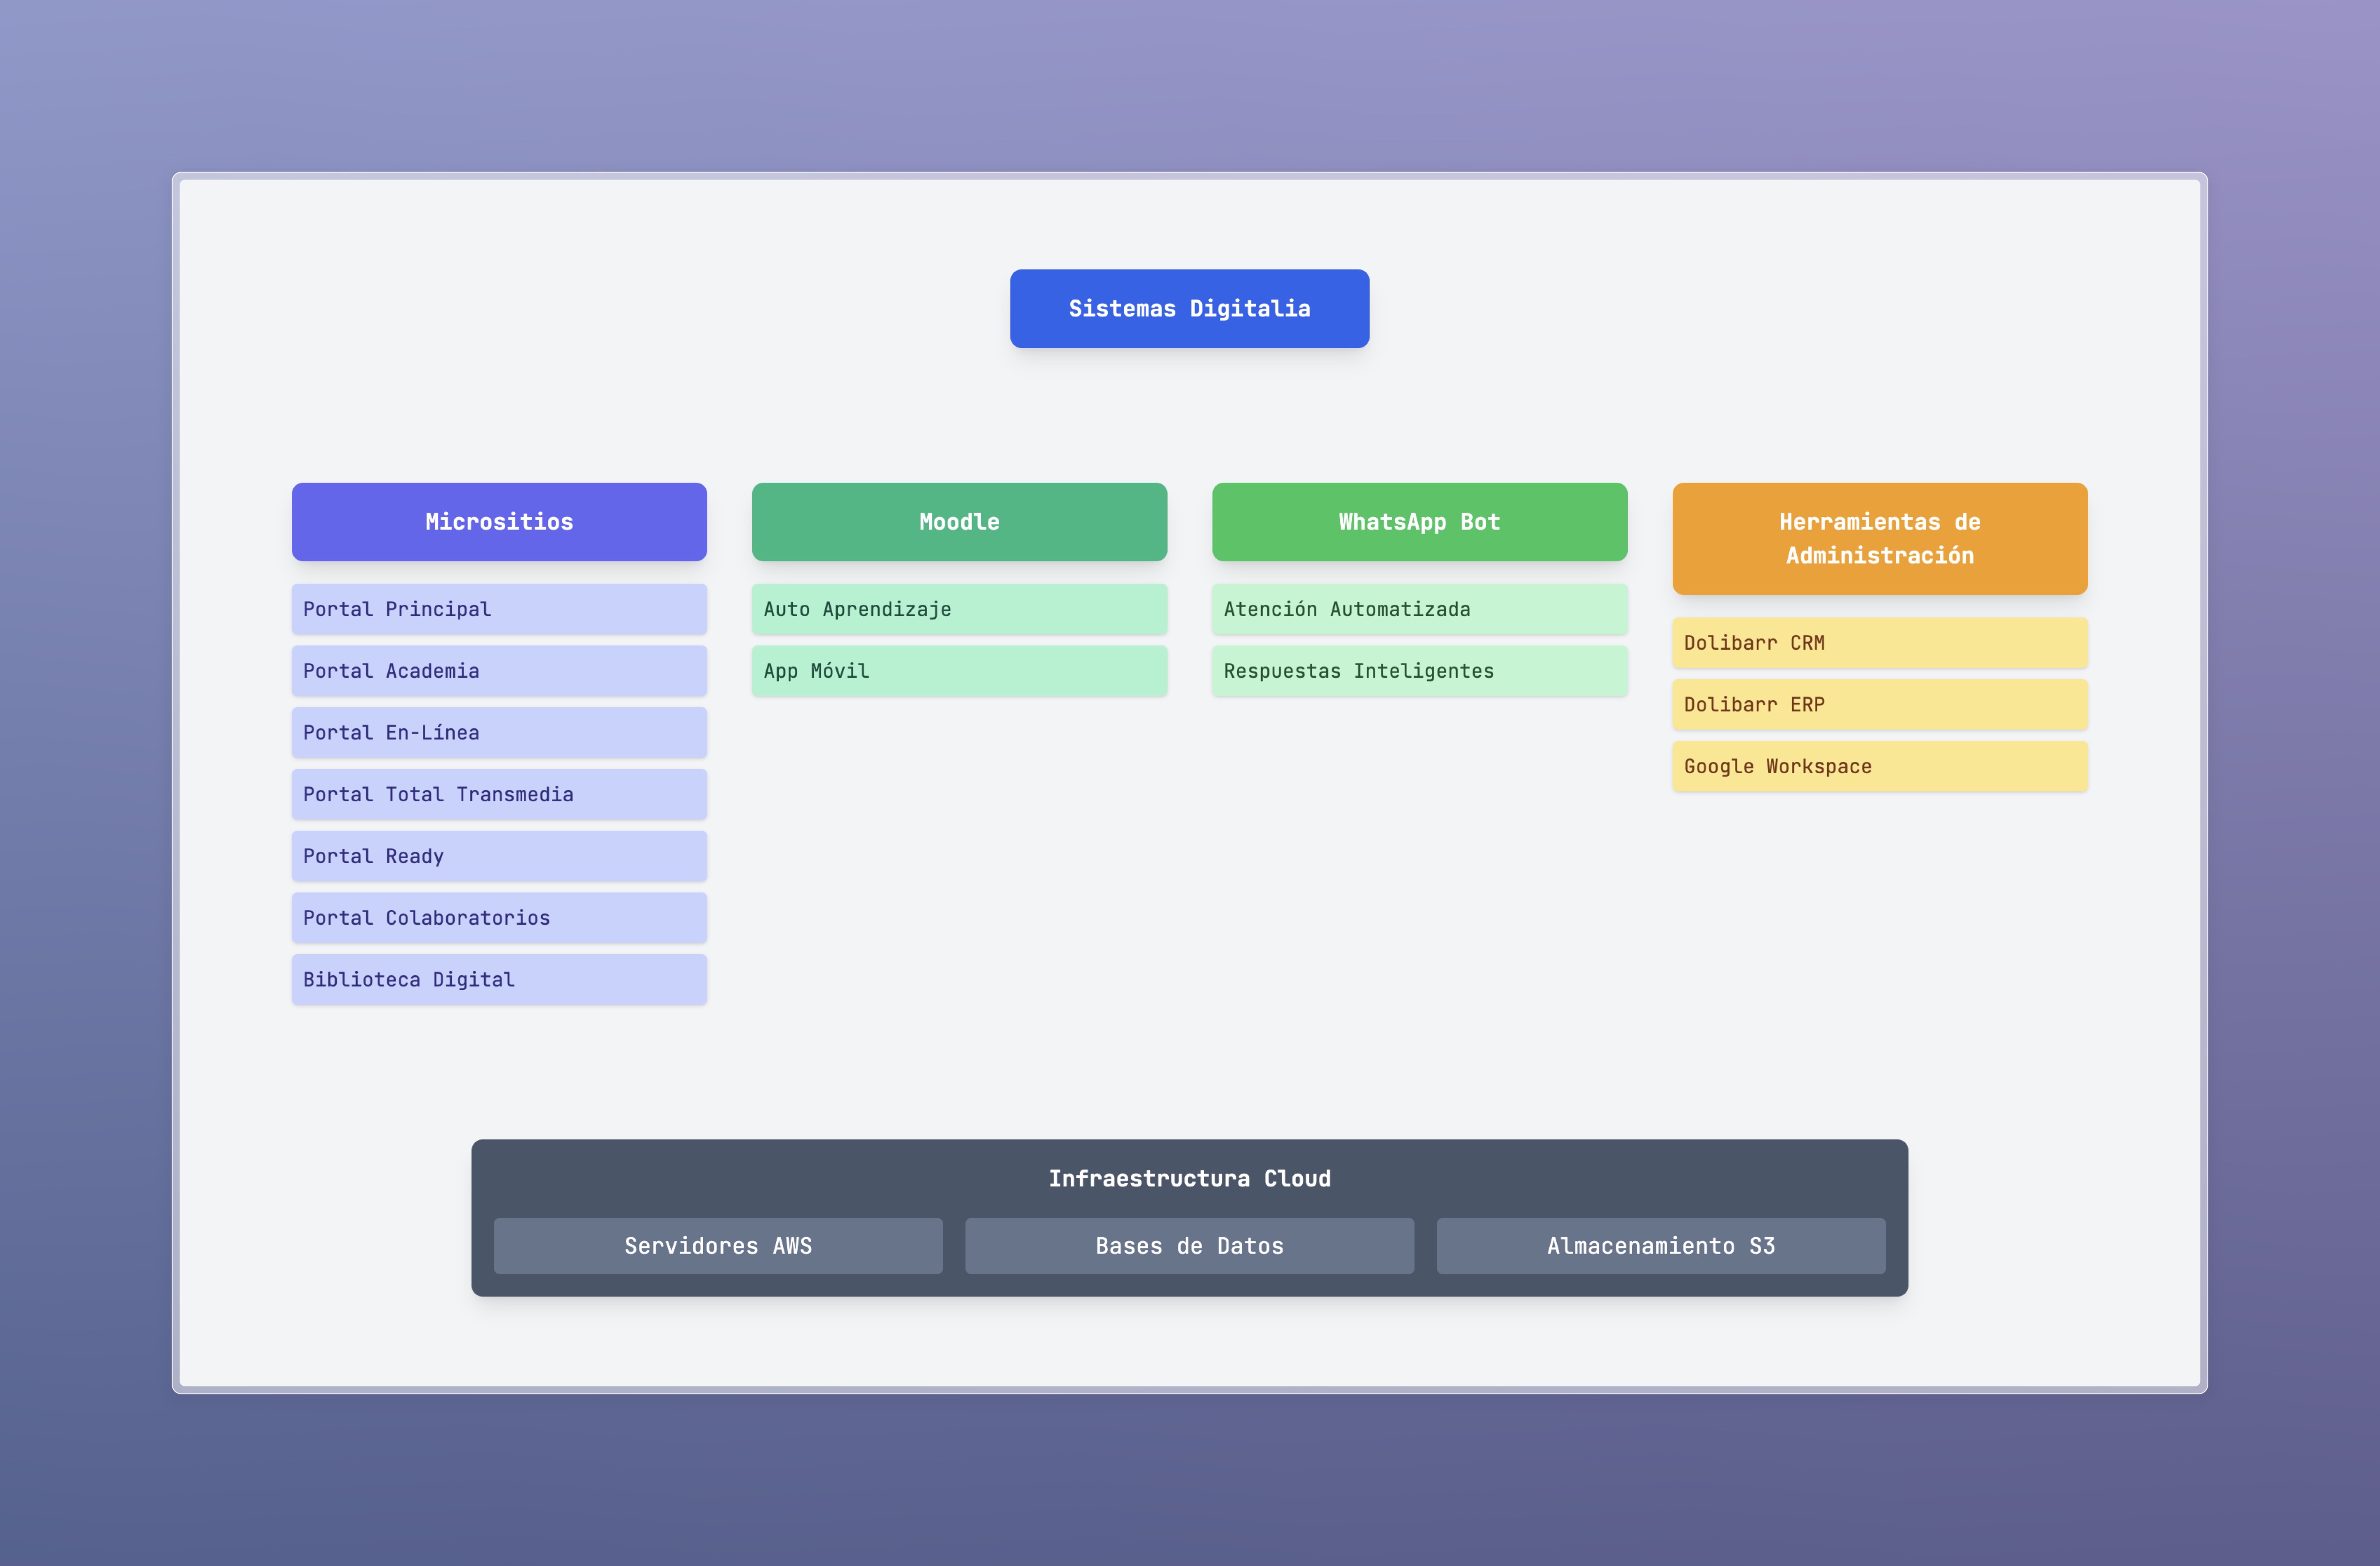 Sistemas Digitalia
Micrositios
Portal Principal
Portal Academia
Portal En-Línea
Portal Total Transmedia
Portal Ready
Portal Colaboratorios
Biblioteca Digital
Moodle
Auto Aprendizaje
App Móvil
WhatsApp Bot
Atención Automatizada
Respuestas Inteligentes
Herramientas de
Administración
Dolibarr CRM
Dolibarr ERP
Google Workspace
Infraestructura Cloud
Servidores AWS
Bases de Datos
Almacenamiento S3